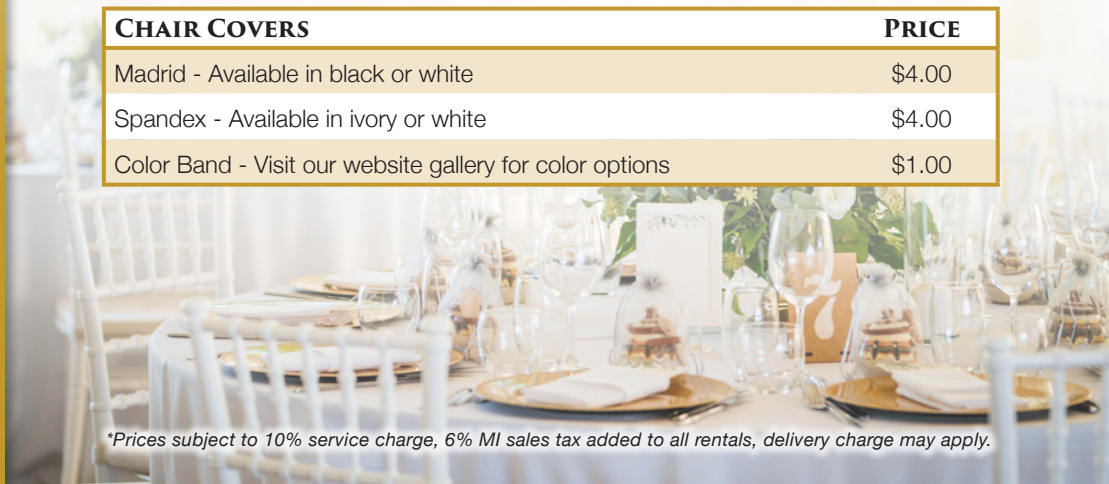 CHAIR COVERS PRICE
Madrid - Available in black or white $4.00
Spandex - Available in ivory or white $4.00
Color Band - Visit our website gallery for color options $1.00
7
*Prices subject to 10% service charge, 6% MI sales tax added to all rentals, delivery charge may apply.